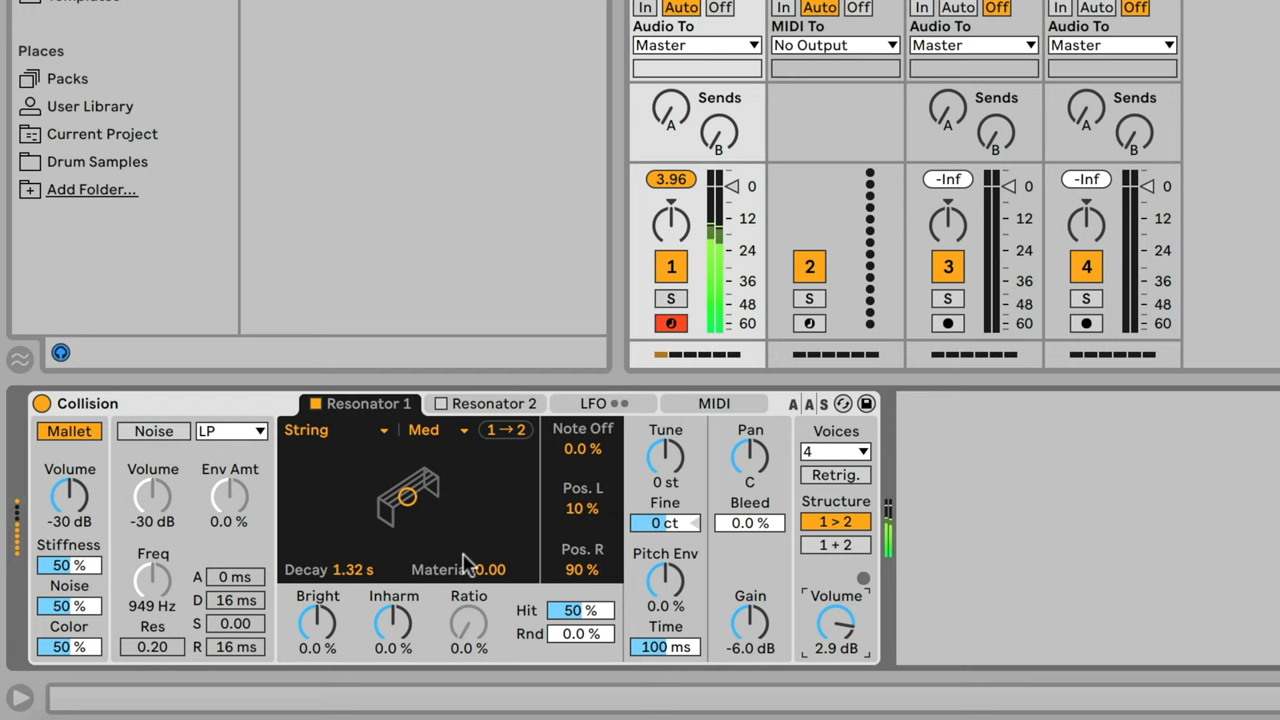 Places
Packs
User Library
Current Project
Drum Samples
Add Folder...
In Auto Off
In Auto Off
In Auto Off
In Auto Off
Audio To
MIDI To
Audio To
Audio To
Master
No Output
Master
Master
Sends
A
B
Sends
A
B
Sends
A
B
3.96
0
12
24
36
48
60
1
S
2
S
-Inf
0
12
24
36
48
60
3
S
-Inf
0
12
24
36
48
60
4
S
Collision
Resonator 1
Resonator 2
LFO
MIDI
A A S
Mallet
Volume
-30 dB
Stiffness
50 %
Noise
50 %
Color
50 %
Noise
LP
Volume
-30 dB
Env Amt
0.0 %
Freq
949 Hz
Res
0.20
A 0 ms
D 16 ms
S 0.00
R 16 ms
String
Med
1→2
Decay 1.32 s
0.00
Note Off
0.0 %
Pos. L
10 %
Pos. R
90 %
Bright
0.0 %
Inharm
0.0 %
Ratio
0.0 %
Hit 50 %
Rnd 0.0 %
Tune
0 st
Fine
0 ct
Pitch Env
0.0 %
Time
100 ms
Pan
C
Bleed
0.0 %
Gain
-6.0 dB
Voices
4
Retrig.
Structure
1 > 2
1 + 2
Volume
2.9 dB